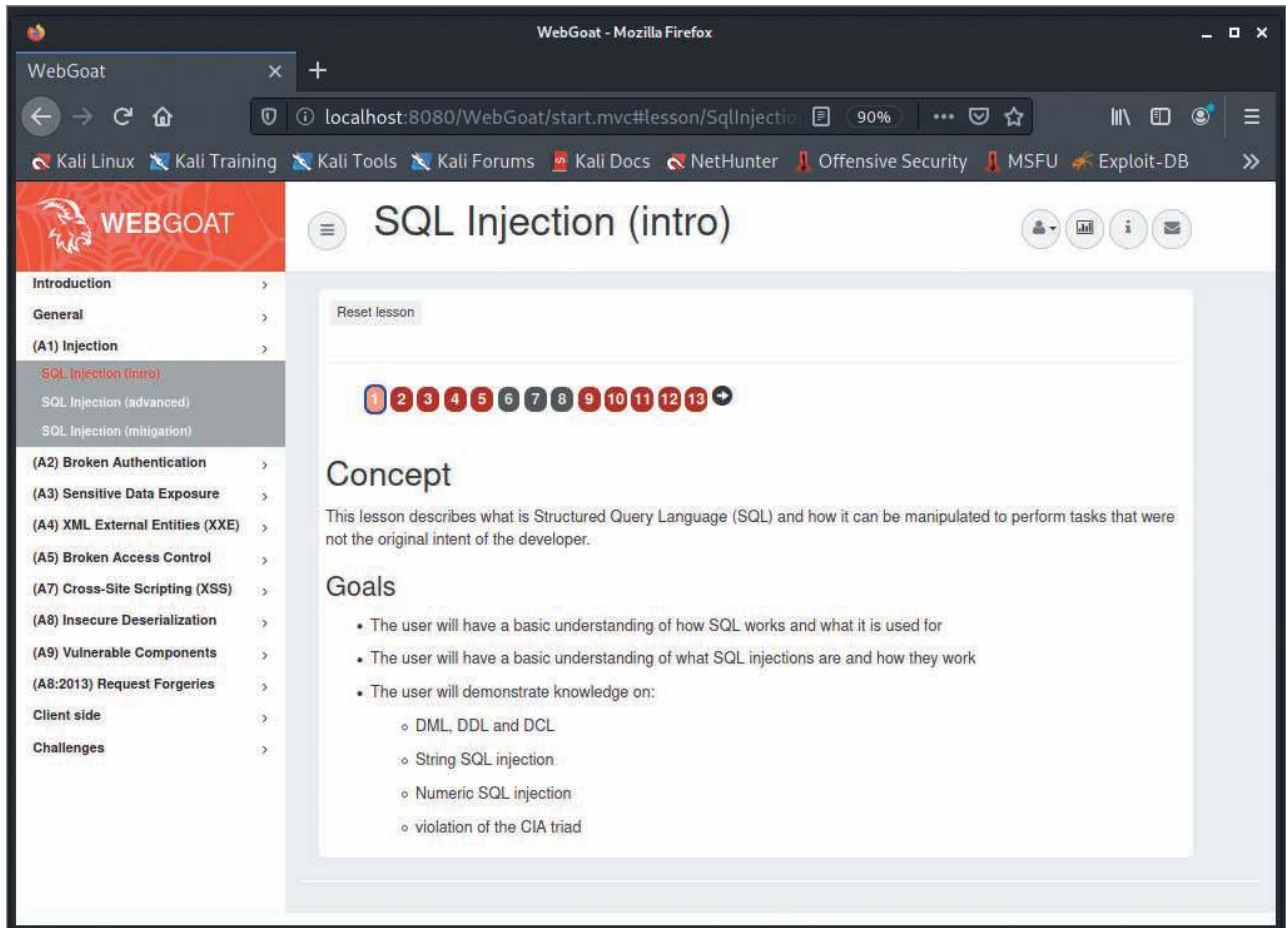 WebGoat - Mozilla Firefox
WebGoat
localhost:8080/WebGoat/start.mvc#lesson/SqlInjectio
90%
Kali Linux Kali Training Kali Tools Kali Forums Kali Docs NetHunter Offensive Security MSFU Exploit-DB
WEBGOAT
SQL Injection (intro)
Introduction
General
(A1) Injection
SQL Injection (intro)
SQL Injection (advanced)
SQL Injection (mitigation)
(A2) Broken Authentication
(A3) Sensitive Data Exposure
(A4) XML External Entities (XXE)
(A5) Broken Access Control
(A7) Cross-Site Scripting (XSS)
(A8) Insecure Deserialization
(A9) Vulnerable Components
(A8:2013) Request Forgeries
Client side
Challenges
Reset lesson
1 2 3 4 5 6 7 8 9 10 11 12 13
Concept
This lesson describes what is Structured Query Language (SQL) and how it can be manipulated to perform tasks that were
not the original intent of the developer.
Goals
• The user will have a basic understanding of how SQL works and what it is used for
• The user will have a basic understanding of what SQL injections are and how they work
• The user will demonstrate knowledge on:
◦ DML, DDL and DCL
◦ String SQL injection
◦ Numeric SQL injection
◦ violation of the CIA triad